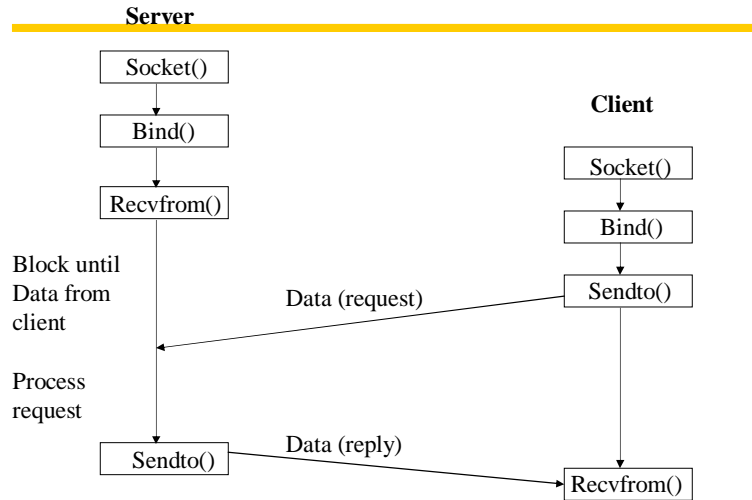 Server
Socket()
Bind()
Recvfrom()
Block until
Data from
client
Process
request
Sendto()
Client
Socket()
Bind()
Sendto()
Data (request)
Data (reply)
Recvfrom()